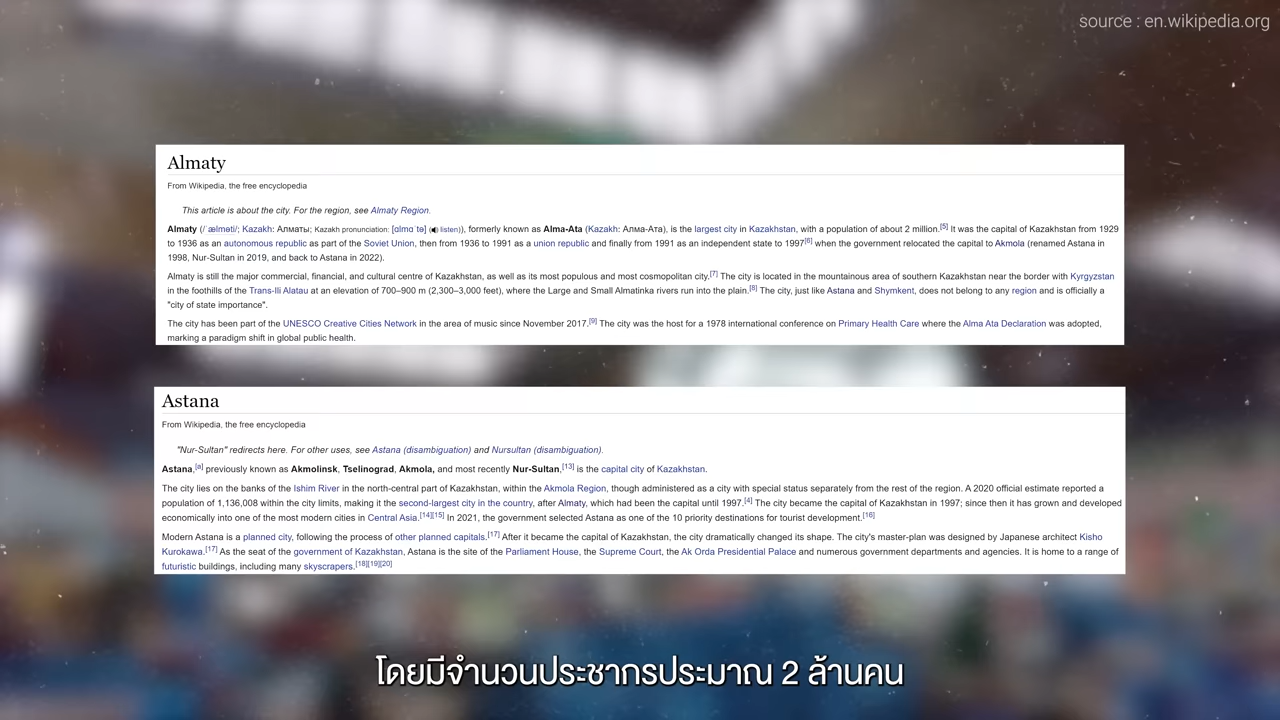 source : en.wikipedia.org
Almaty
From Wikipedia, the free encyclopedia
This article is about the city. For the region, see Almaty Region.
Almaty (/ˈælməti/; Kazakh: Алматы; Kazakh pronunciation: [ɑlmɑˈtə] (listen)), formerly known as Alma-Ata (Kazakh: Алма-Ата), is the largest city in Kazakhstan, with a population of about 2 million.[5] It was the capital of Kazakhstan from 1929
to 1936 as an autonomous republic as part of the Soviet Union, then from 1936 to 1991 as a union republic and finally from 1991 as an independent state to 1997[6] when the government relocated the capital to Akmola (renamed Astana in
1998, Nur-Sultan in 2019, and back to Astana in 2022).
Almaty is still the major commercial, financial, and cultural centre of Kazakhstan, as well as its most populous and most cosmopolitan city.[7] The city is located in the mountainous area of southern Kazakhstan near the border with Kyrgyzstan
in the foothills of the Trans-Ili Alatau at an elevation of 700–900 m (2,300–3,000 feet), where the Large and Small Almatinka rivers run into the plain.[8] The city, just like Astana and Shymkent, does not belong to any region and is officially a
"city of state importance".
The city has been part of the UNESCO Creative Cities Network in the area of music since November 2017.[9] The city was the host for a 1978 international conference on Primary Health Care where the Alma Ata Declaration was adopted,
marking a paradigm shift in global public health.
Astana
From Wikipedia, the free encyclopedia
"Nur-Sultan" redirects here. For other uses, see Astana (disambiguation) and Nursultan (disambiguation).
Astana,[a] previously known as Akmolinsk, Tselinograd, Akmola, and most recently Nur-Sultan,[13] is the capital city of Kazakhstan.
The city lies on the banks of the Ishim River in the north-central part of Kazakhstan, within the Akmola Region, though administered as a city with special status separately from the rest of the region. A 2020 official estimate reported a
population of 1,136,008 within the city limits, making it the second-largest city in the country, after Almaty, which had been the capital until 1997.[4] The city became the capital of Kazakhstan in 1997; since then it has grown and developed
economically into one of the most modern cities in Central Asia.[14][15] In 2021, the government selected Astana as one of the 10 priority destinations for tourist development.[16]
Modern Astana is a planned city, following the process of other planned capitals.[17] After it became the capital of Kazakhstan, the city dramatically changed its shape. The city's master-plan was designed by Japanese architect Kisho
Kurokawa.[17] As the seat of the government of Kazakhstan, Astana is the site of the Parliament House, the Supreme Court, the Ak Orda Presidential Palace and numerous government departments and agencies. It is home to a range of
futuristic buildings, including many skyscrapers.[18][19][20]
โดยมีจำนวนประชากรประมาณ 2 ล้านคน